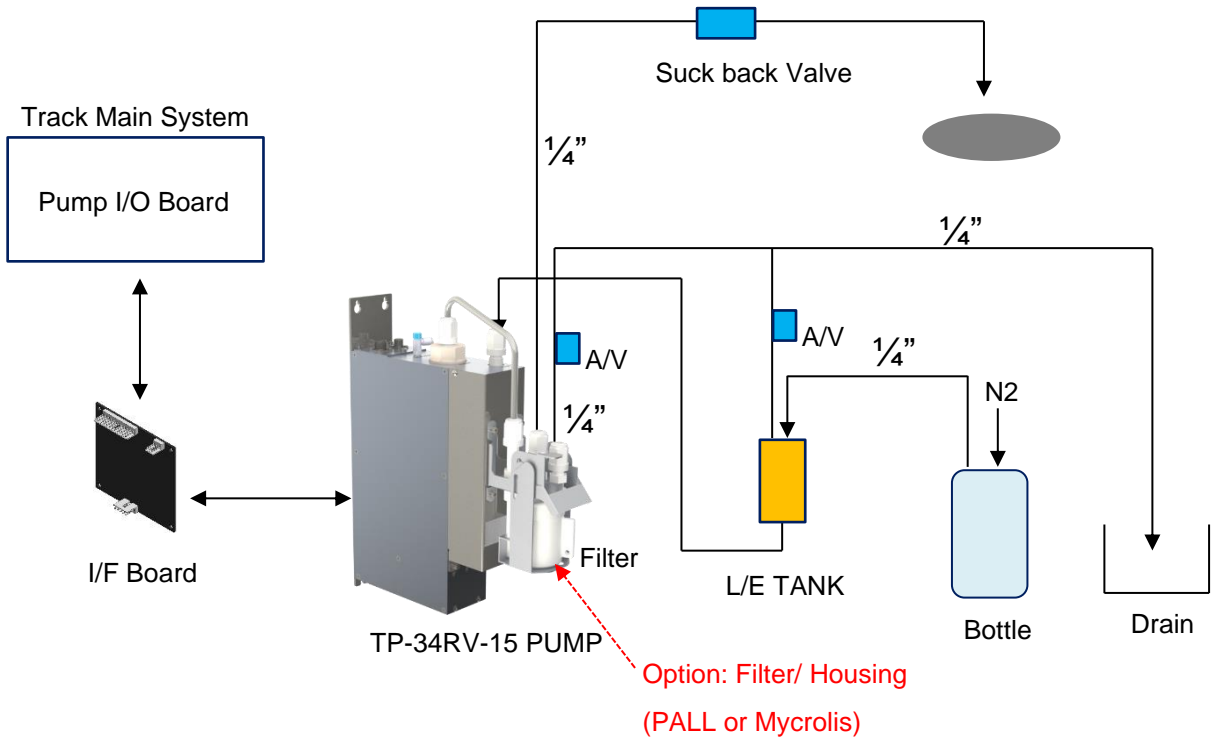 Suck back Valve
Track Main System
¼”
Pump I/O Board
¼”
A/V
A/V
¼”
N2
¼”
Filter
I/F Board
L/E TANK
Bottle
Drain
TP-34RV-15 PUMP
Option: Filter/ Housing
(PALL or Mycrolis)